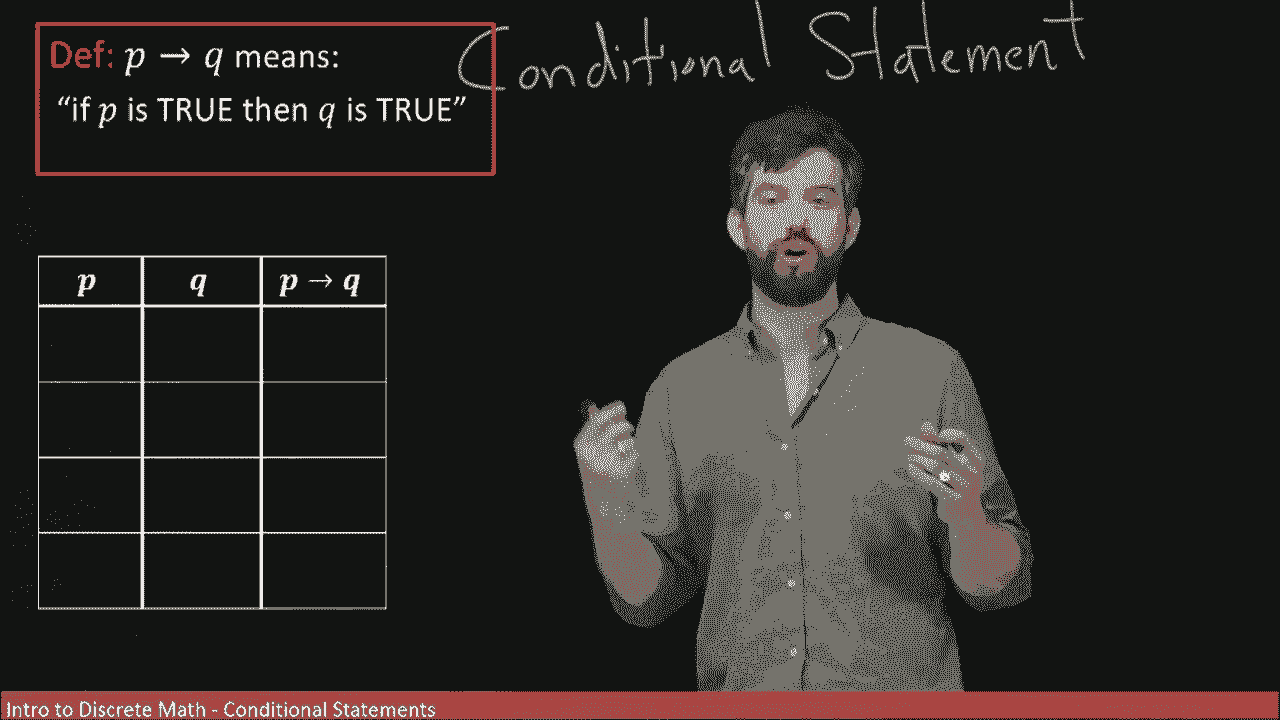 Conditional Statement
Def: p → q means:
“if p is TRUE then q is TRUE”
p q p → q
Intro to Discrete Math - Conditional Statements